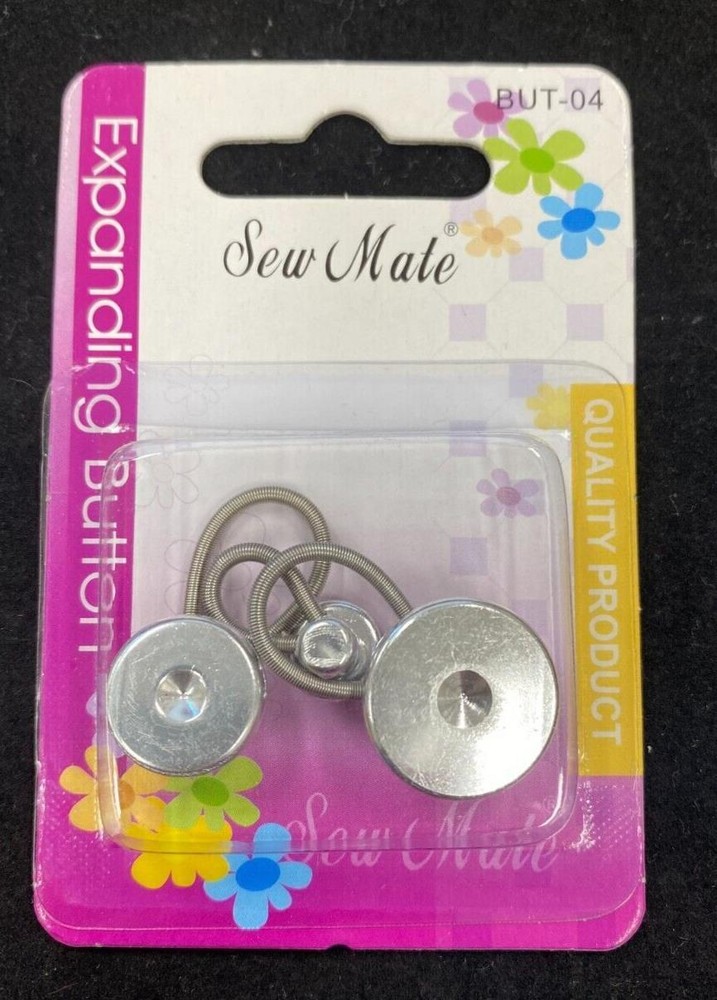 BUT-04
Sew Mate®
Expanding Button
QUALITY PRODUCT
Sew Mate®